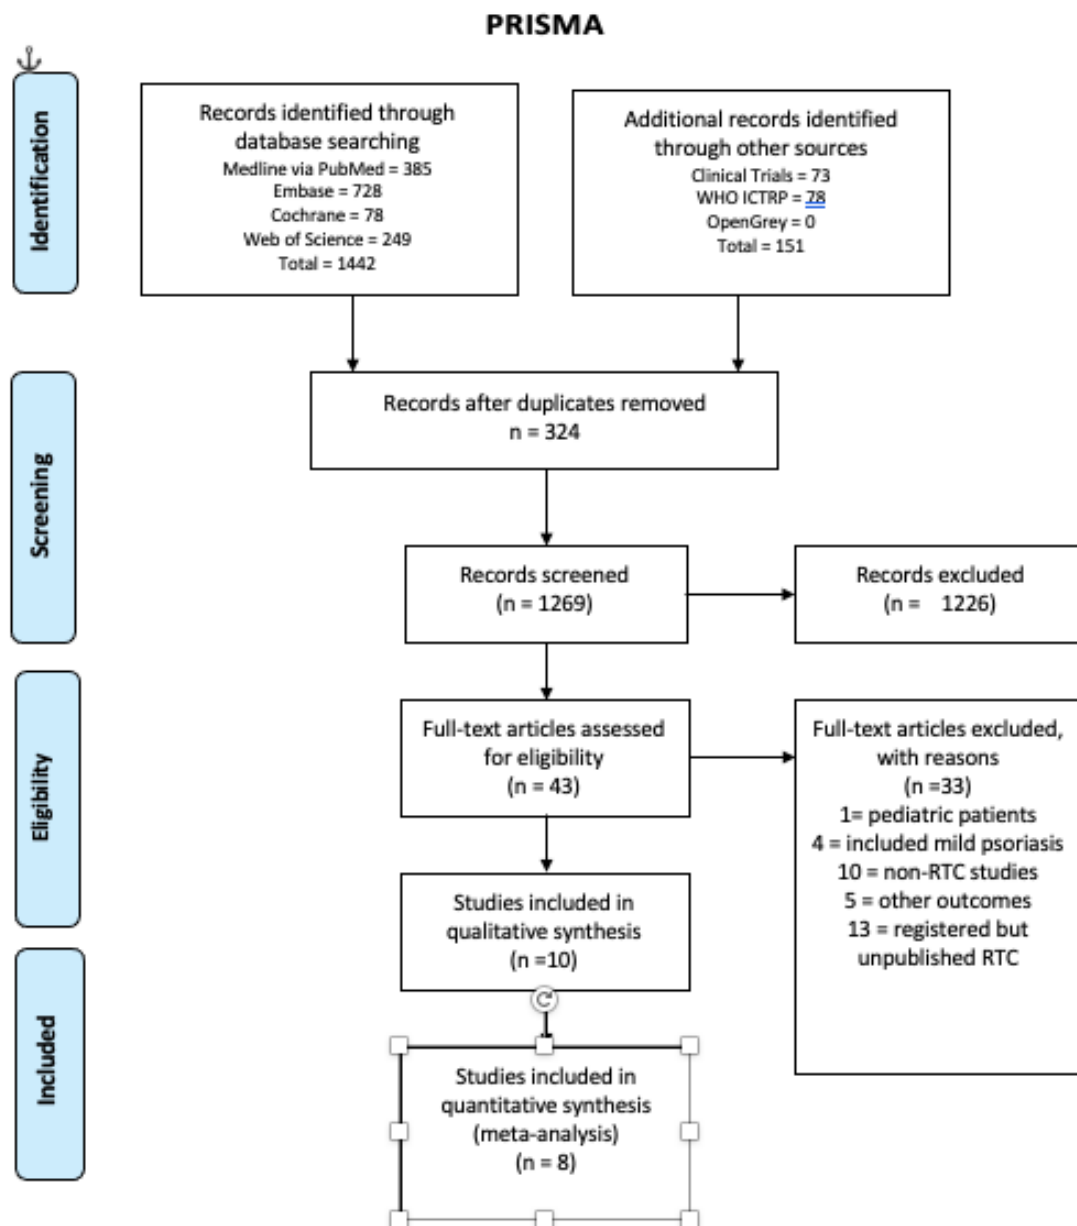 PRISMA
Identification
Records identified through
database searching
Medline via PubMed = 385
Embase = 728
Cochrane = 78
Web of Science = 249
Total = 1442
Additional records identified
through other sources
Clinical Trials = 73
WHO ICTRP = 78
OpenGrey = 0
Total = 151
Screening
Records after duplicates removed
n = 324
Records screened
(n = 1269)
Records excluded
(n = 1226)
Eligibility
Full-text articles assessed
for eligibility
(n = 43)
Full-text articles excluded,
with reasons
(n =33)
1= pediatric patients
4 = included mild psoriasis
10 = non-RTC studies
5 = other outcomes
13 = registered but
unpublished RTC
Studies included in
qualitative synthesis
(n =10)
Included
Studies included in
quantitative synthesis
(meta-analysis)
(n = 8)